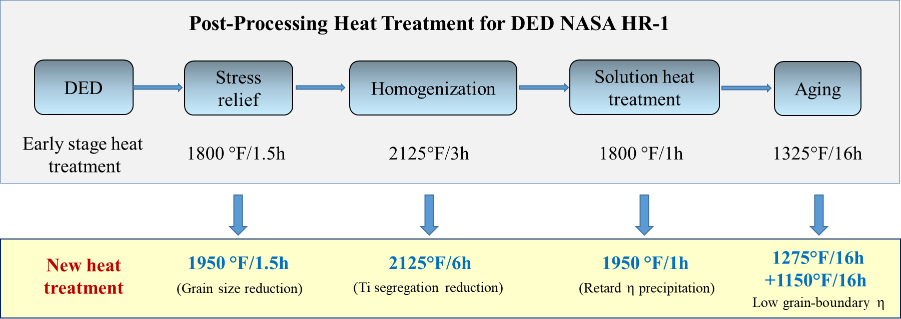 Post-Processing Heat Treatment for DED NASA HR-1
DED
Stress
relief
Homogenization
Solution heat
treatment
Aging
Early stage heat
treatment
1800 °F/1.5h
2125°F/3h
1800 °F/1h
1325°F/16h
New heat
treatment
1950 °F/1.5h
(Grain size reduction)
2125°F/6h
(Ti segregation reduction)
1950 °F/1h
(Retard η precipitation)
1275°F/16h
+1150°F/16h
Low grain-boundary η